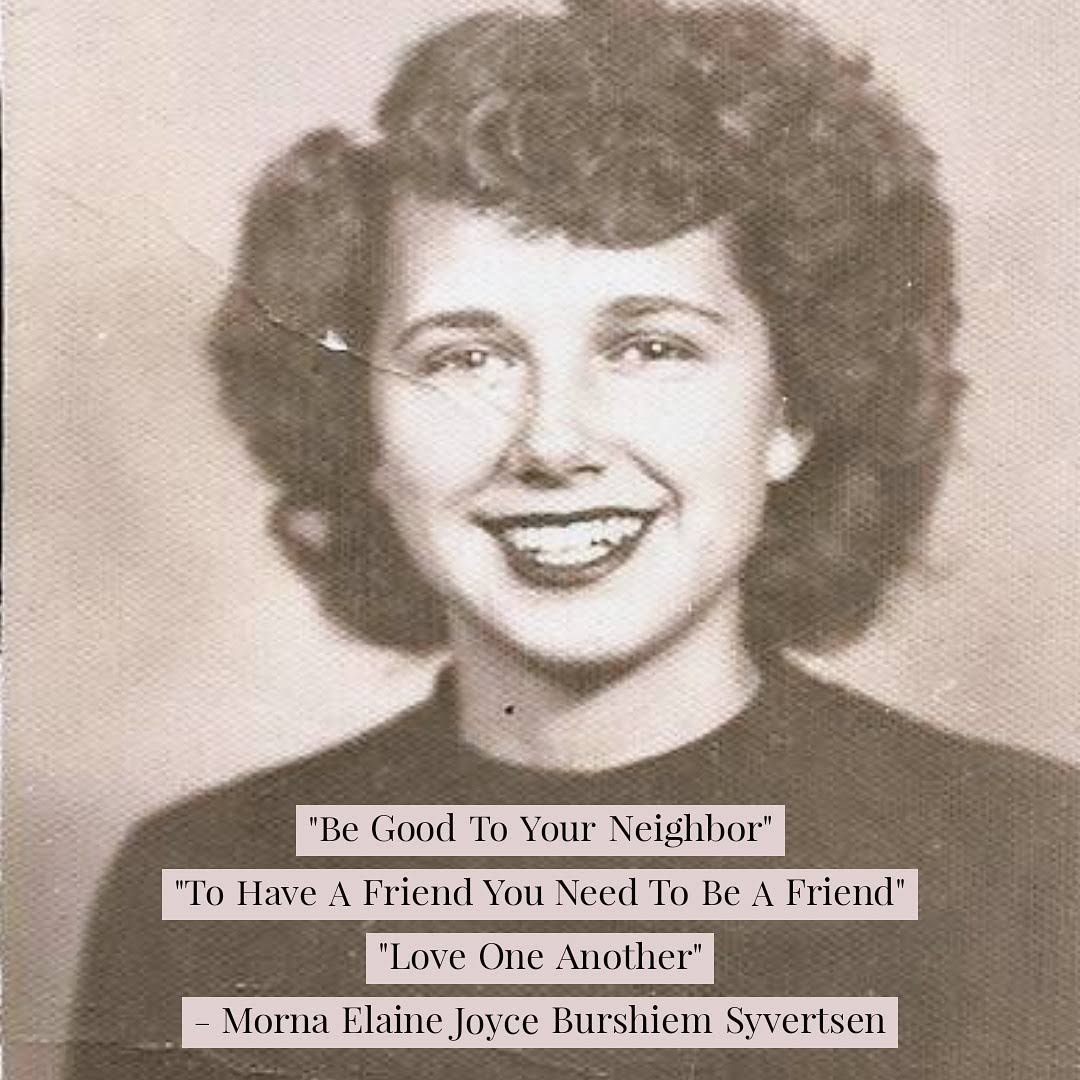 "Be Good To Your Neighbor"
"To Have A Friend You Need To Be A Friend"
"Love One Another"
– Morna Elaine Joyce Burshiem Syvertsen